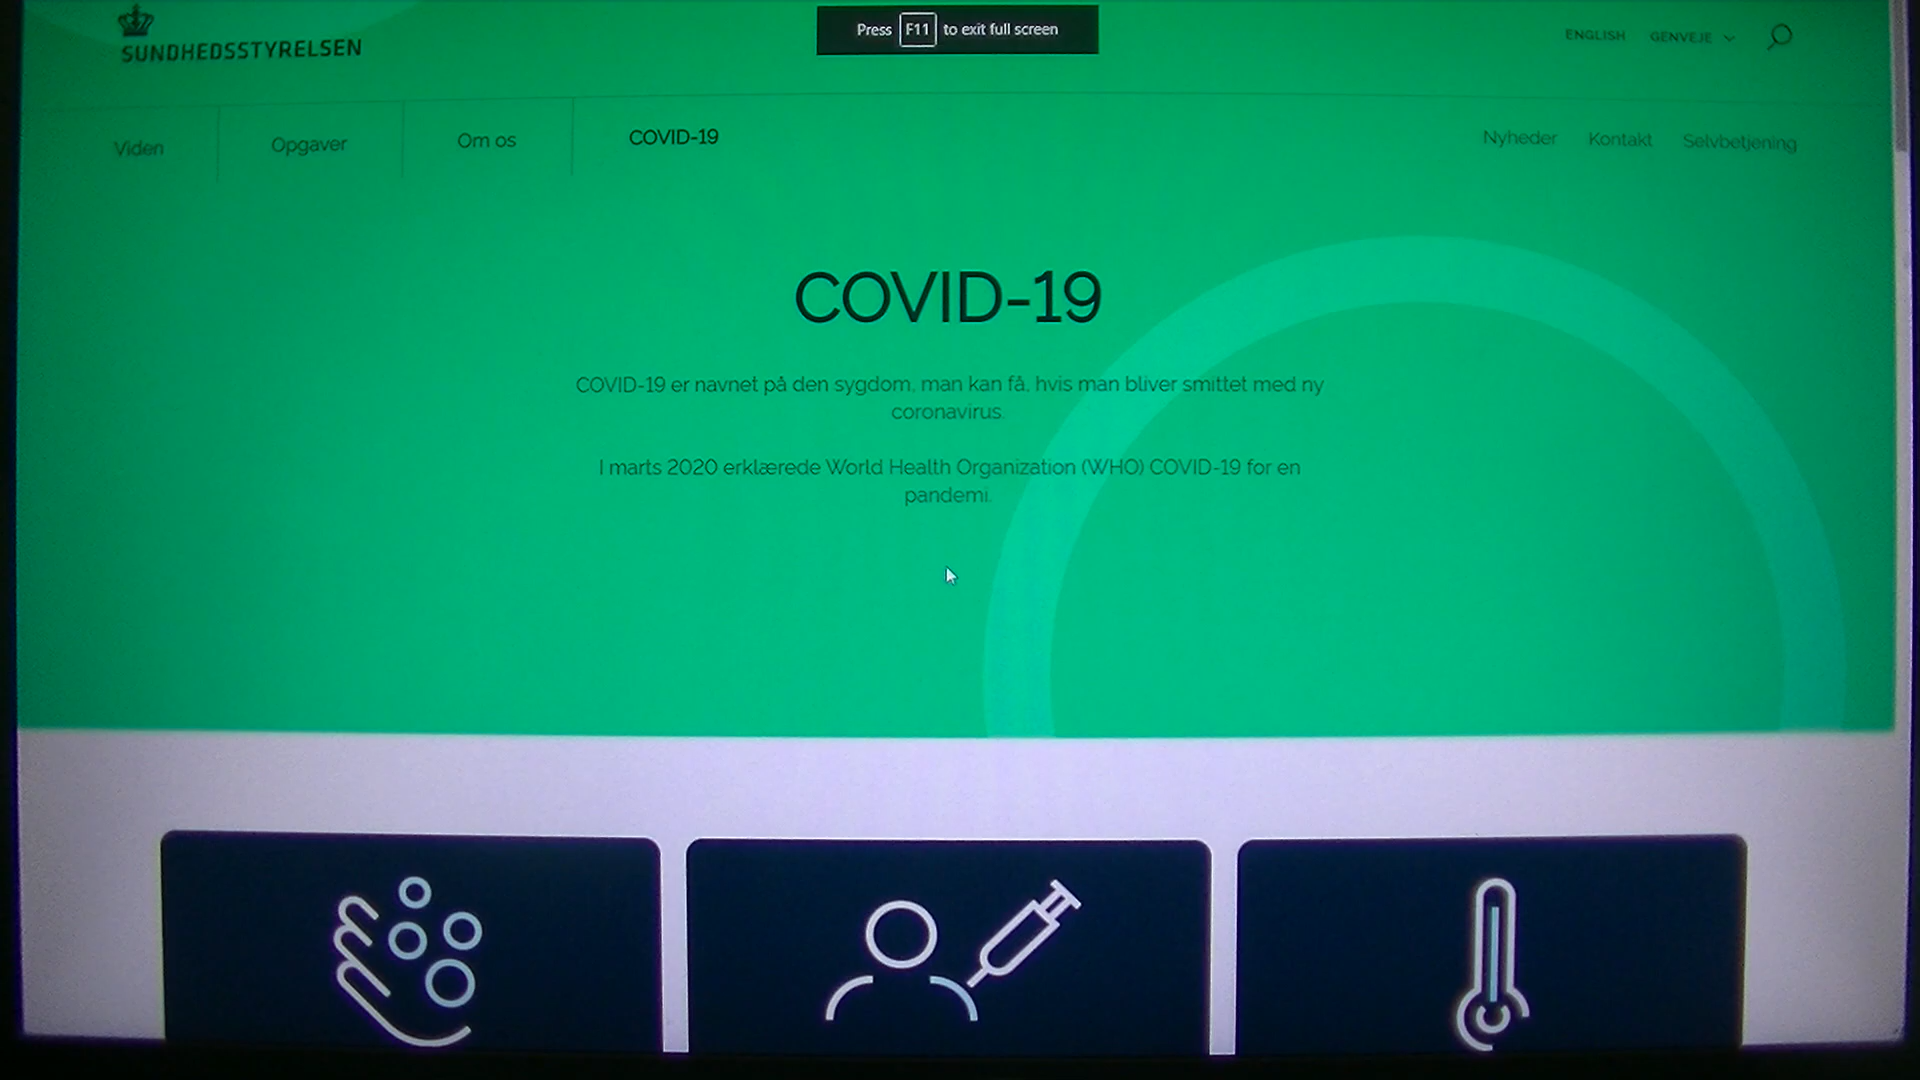 SUNDHEDSSTYRELSEN
Press F11 to exit full screen
ENGLISH
GENVEJE
Viden
Opgaver
Om os
COVID-19
Nyheder
Kontakt
Selvbetjening
COVID-19
COVID-19 er navnet på den sygdom, man kan få, hvis man bliver smittet med ny
coronavirus.
I marts 2020 erklærede World Health Organization (WHO) COVID-19 for en
pandemi.